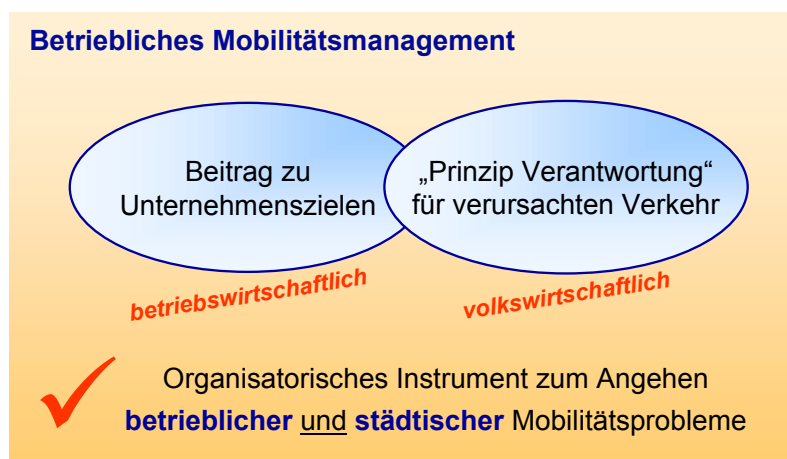 Betriebliches Mobilitätsmanagement
Beitrag zu
Unternehmenszielen
„Prinzip Verantwortung“
für verursachten Verkehr
betriebswirtschaftlich
volkswirtschaftlich
Organisatorisches Instrument zum Angehen
betrieblicher und städtischer Mobilitätsprobleme